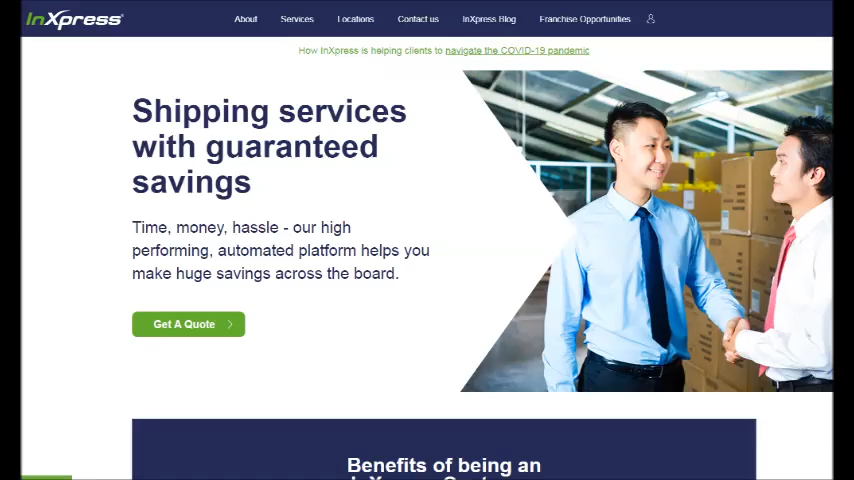 InXpress
About Services Locations Contact us InXpress Blog Franchise Opportunities
How InXpress is helping clients to navigate the COVID-19 pandemic
Shipping services
with guaranteed
savings
Time, money, hassle - our high
performing, automated platform helps you
make huge savings across the board.
Get A Quote
Benefits of being an